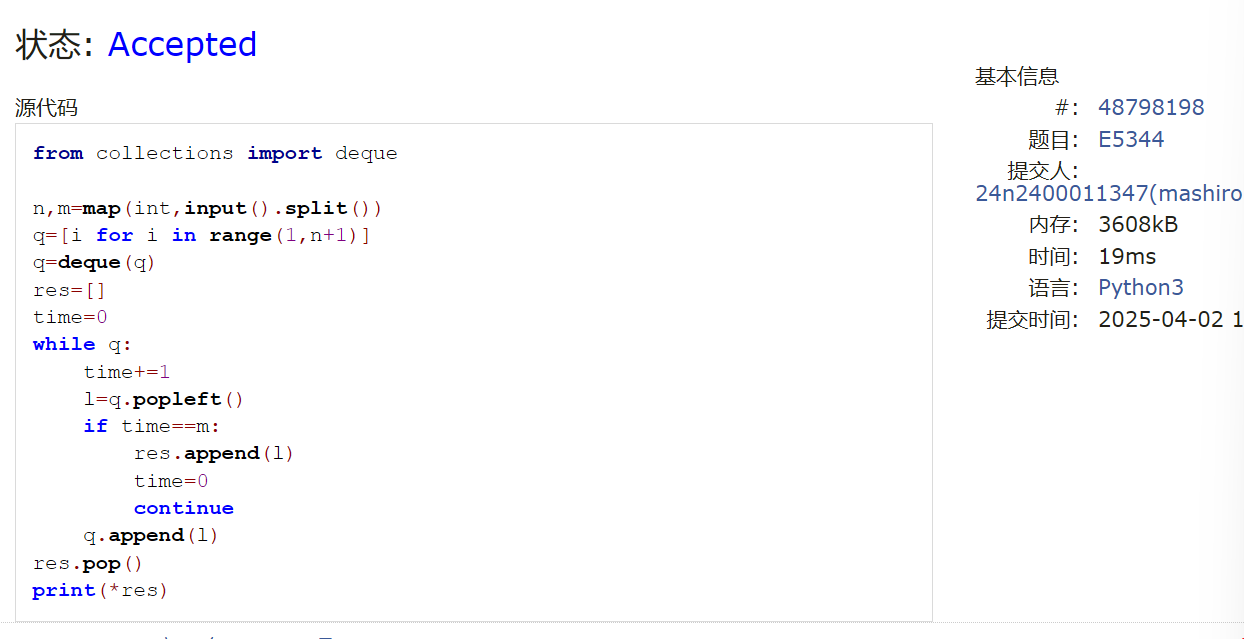 状态: Accepted
源代码
from collections import deque

n,m=map(int,input().split())
q=[i for i in range(1,n+1)]
q=deque(q)
res=[]
time=0
while q:
    time+=1
    l=q.popleft()
    if time==m:
        res.append(l)
        time=0
        continue
    q.append(l)
res.pop()
print(*res)
基本信息
#: 48798198
题目: E5344
提交人:
24n2400011347(mashiro
内存: 3608kB
时间: 19ms
语言: Python3
提交时间: 2025-04-02 1